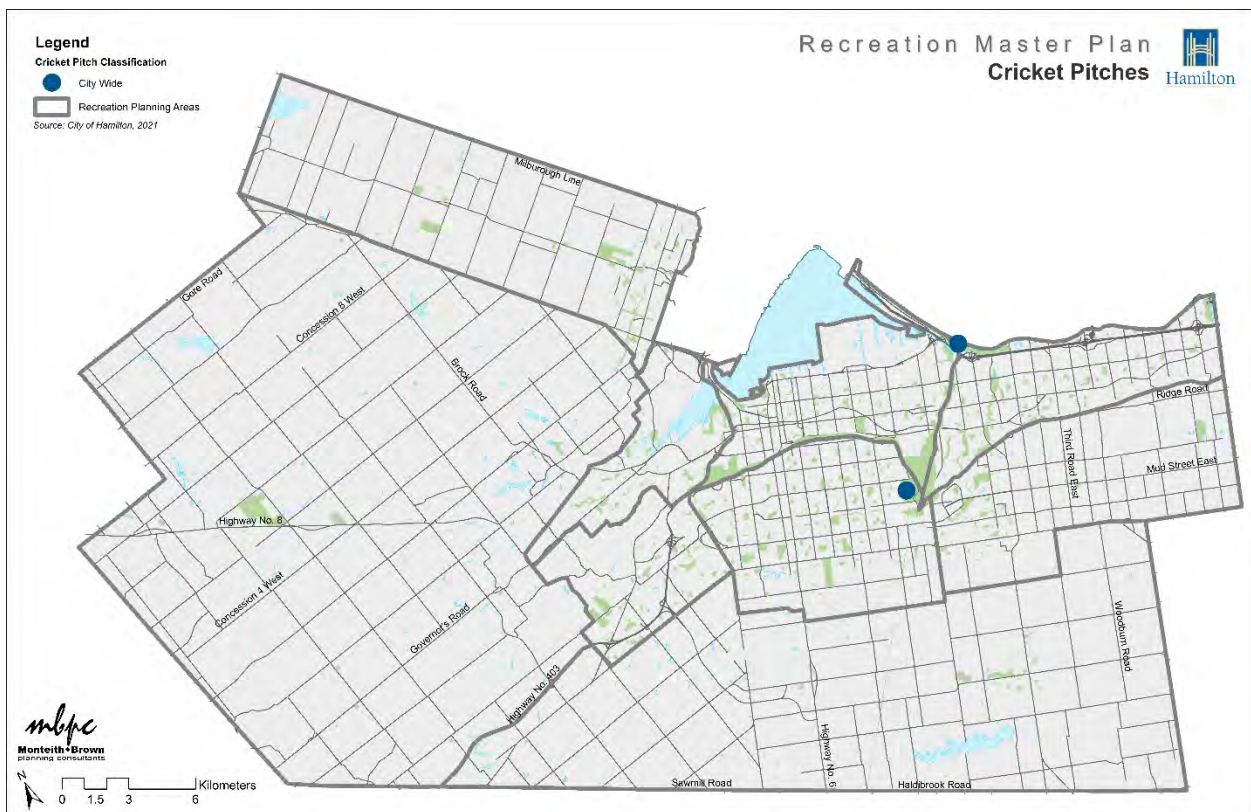 Legend
Cricket Pitch Classification
City Wide
Recreation Planning Areas
Source: City of Hamilton, 2021
Recreation Master Plan
Cricket Pitches
Hamilton
Milburough Line
Gore Road
Concession 8 West
Brock Road
Ridge Road
Third Road East
Mud Street East
Highway No. 8
Concession 4 West
Governor's Road
Woodburn Road
Highway No. 403
Highway No. 6
Sawmill Road
Haldibrook Road
mbpc
Monteith•Brown
planning consultants
N
Kilometers
0 1.5 3 6